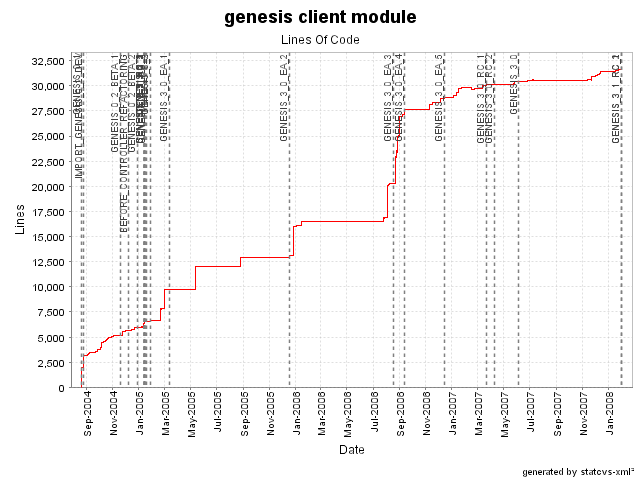 genesis client module
Lines Of Code
Lines
32,500
30,000
27,500
25,000
22,500
20,000
17,500
15,000
12,500
10,000
7,500
5,000
2,500
0
BEFORE_CONTROLLER_REFACTORING
GENESIS_3_0_EA_1
GENESIS_3_0_EA_2
GENESIS_3_0_EA_3
GENESIS_3_0_EA_4
GENESIS_3_0_EA_5
GENESIS_3_0_RC_1
GENESIS_3_0_RC_2
GENESIS_3_0
GENESIS_3_1_RC_1
Sep-2004
Nov-2004
Jan-2005
Mar-2005
May-2005
Jul-2005
Sep-2005
Nov-2005
Jan-2006
Mar-2006
May-2006
Jul-2006
Sep-2006
Nov-2006
Jan-2007
Mar-2007
May-2007
Jul-2007
Sep-2007
Nov-2007
Jan-2008
Date
generated by statcvs-xml²